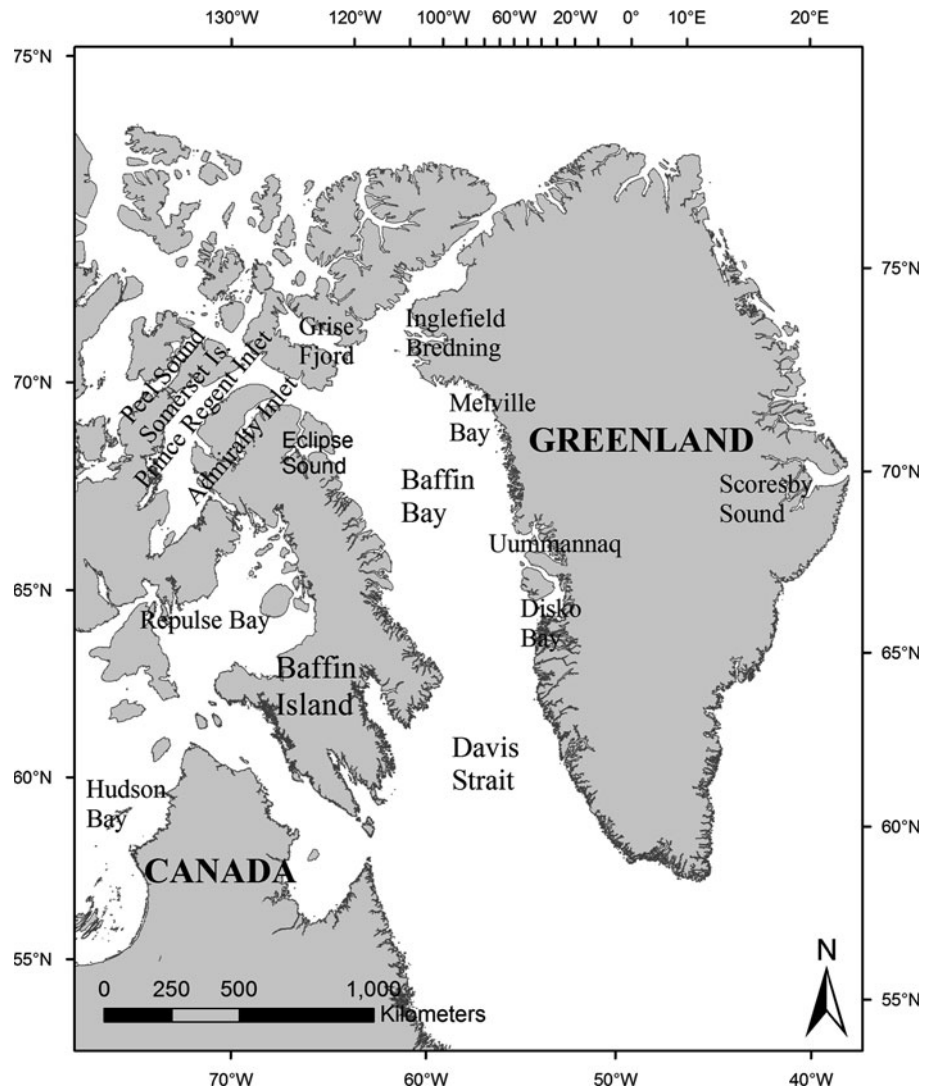 130°W 120°W 100°W 60°W 20°W 0° 10°E 20°E
75°N
75°N
Grise
Fjord
Inglefield
Bredning
Peel Sound
Somerset Is.
Prince Regent Inlet
Admiralty Inlet
70°N
Melville
Bay
GREENLAND
Eclipse
Sound
Baffin
Bay
70°N
Scoresby
Sound
Uummannaq
65°N
Disko
Bay
Repulse Bay
65°N
Baffin
Island
Davis
Strait
60°N
Hudson
Bay
60°N
CANADA
55°N
N
0 250 500 1,000
Kilometers
55°N
70°W 60°W 50°W 40°W